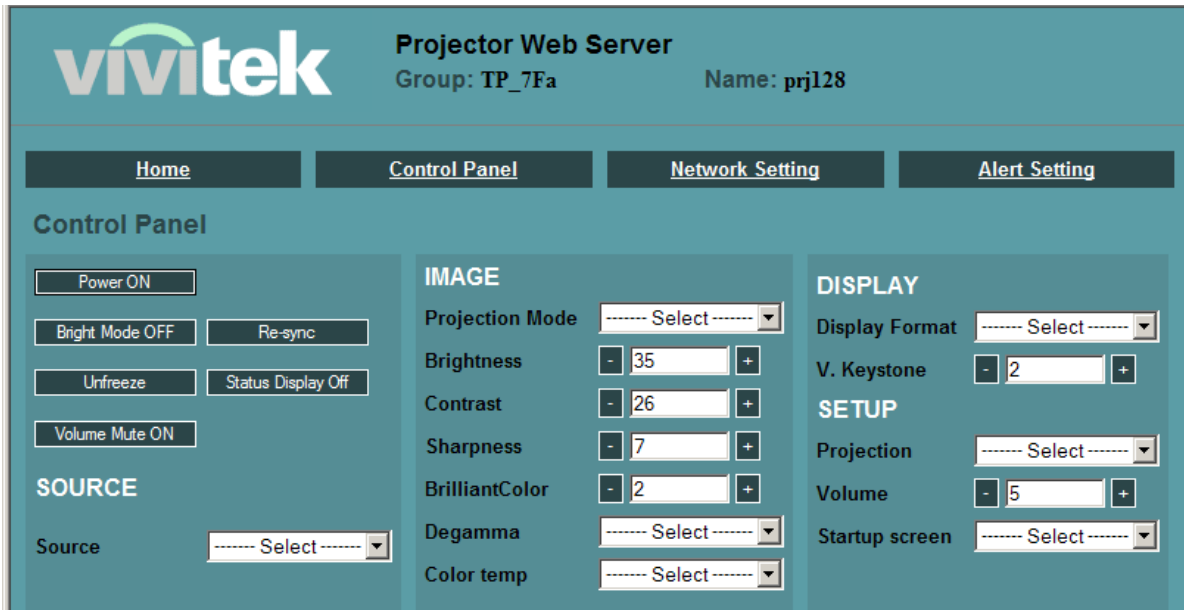 vivitek
Projector Web Server
Group: TP_7Fa Name: prj128
Home Control Panel Network Setting Alert Setting
Control Panel
Power ON
Bright Mode OFF Re-sync
Unfreeze Status Display Off
Volume Mute ON
SOURCE
Source ------- Select -------
IMAGE
Projection Mode ------- Select -------
Brightness - 35 +
Contrast - 26 +
Sharpness - 7 +
BrilliantColor - 2 +
Degamma ------- Select -------
Color temp ------- Select -------
DISPLAY
Display Format ------- Select -------
V. Keystone - 2 +
SETUP
Projection ------- Select -------
Volume - 5 +
Startup screen ------- Select -------